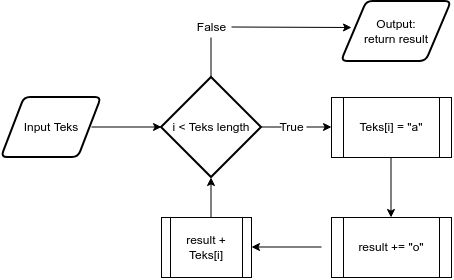 False
Output:
return result
Input Teks
i < Teks length
True
Teks[i] = "a"
result +
Teks[i]
result += "o"